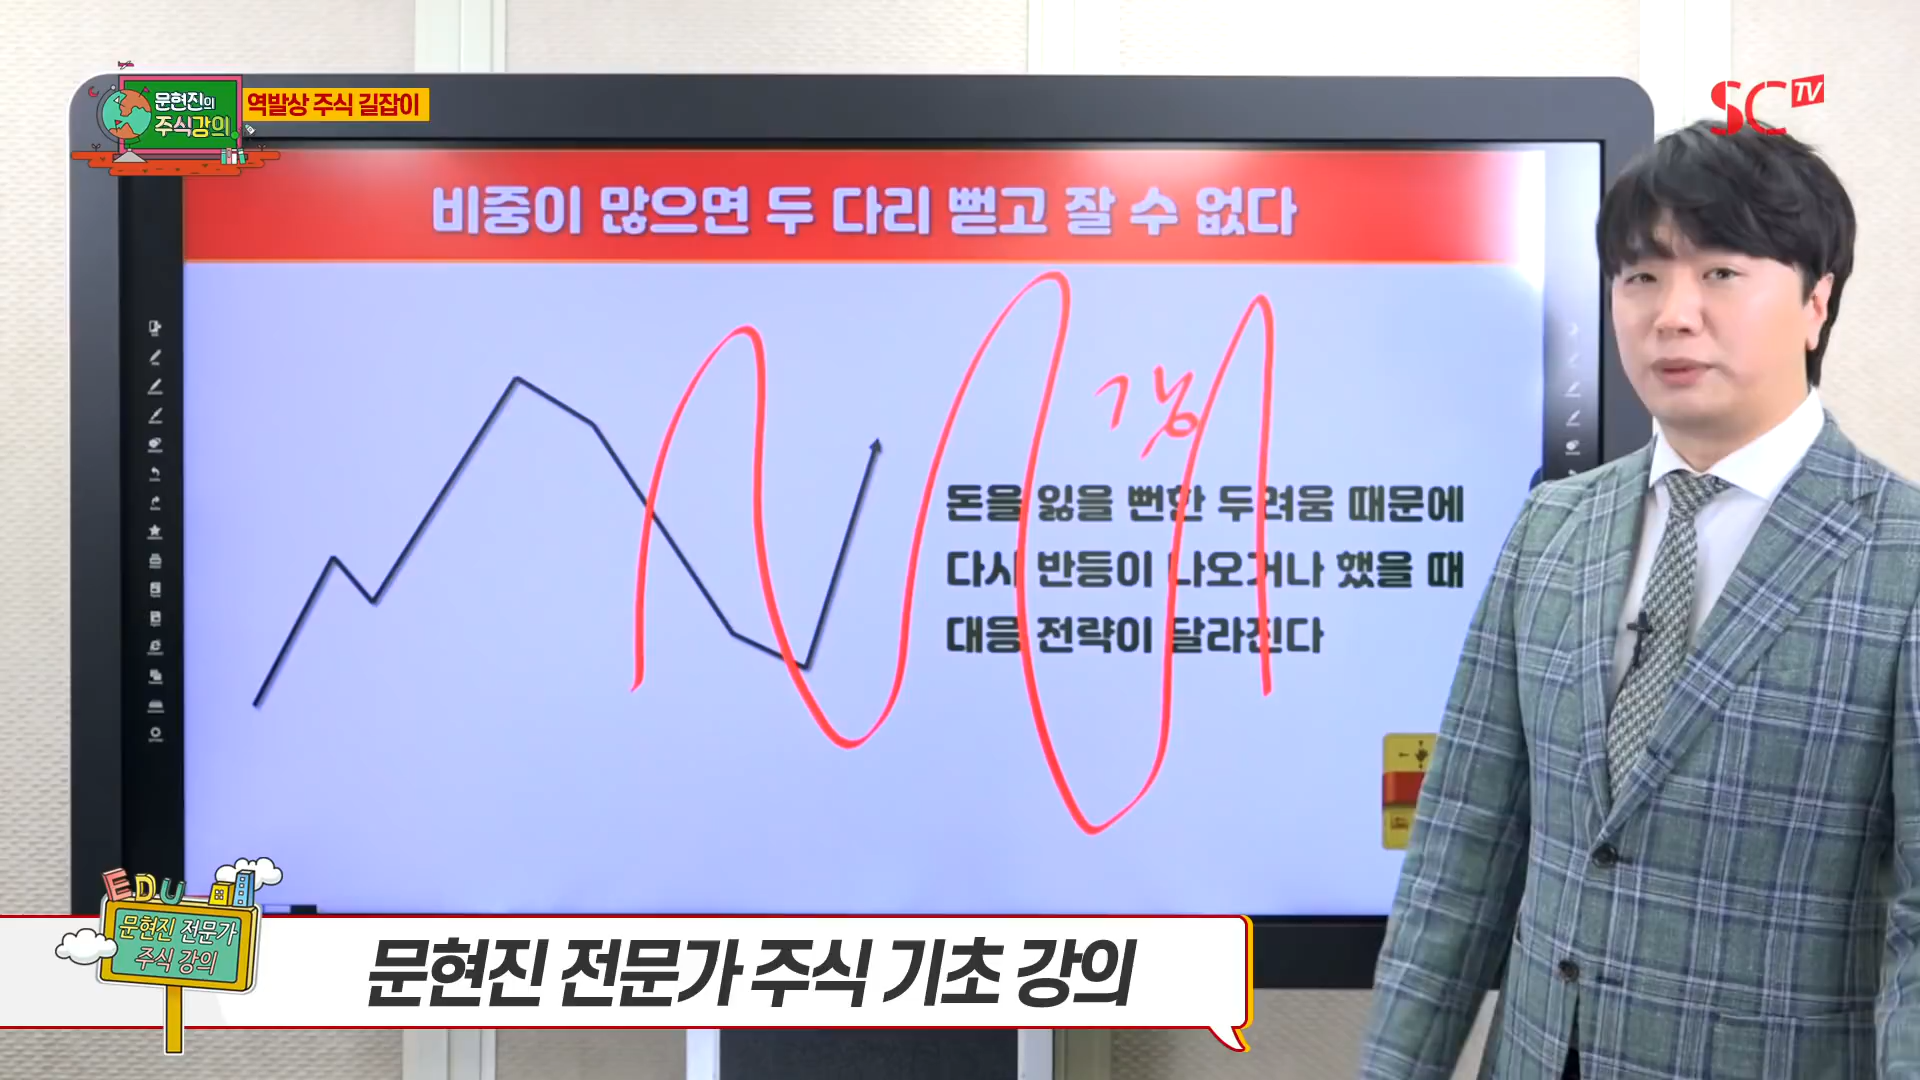 문현진의
주식강의
역발상 주식 길잡이
SC TV
비중이 많으면 두 다리 뻗고 잘 수 없다
돈을 잃을 뻔한 두려움 때문에
다시 반등이 나오거나 했을 때
대응 전략이 달라진다
EDU
문현진 전문가
주식 강의
문현진 전문가 주식 기초 강의